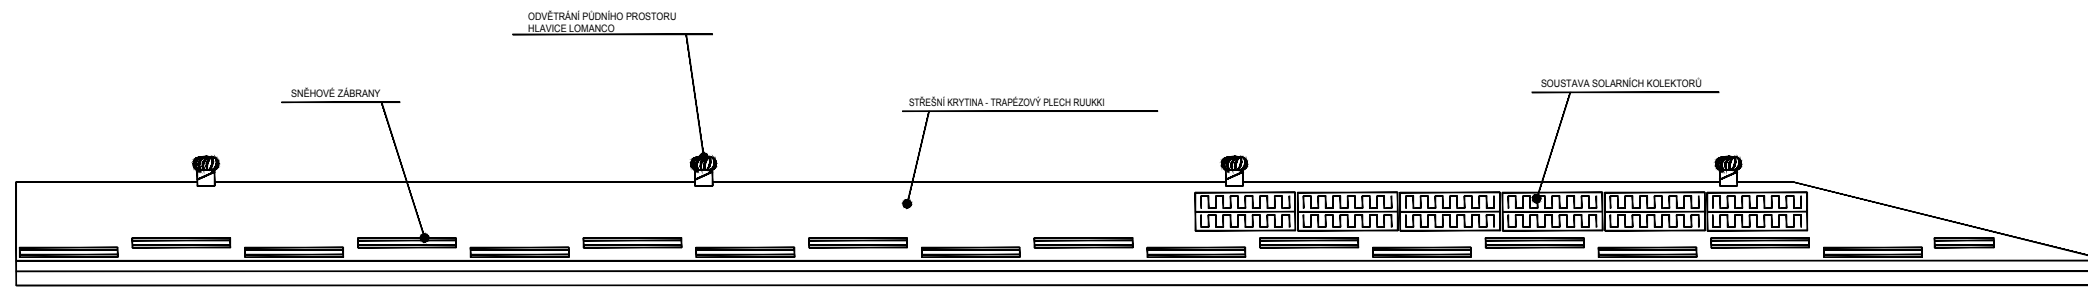 ODVĚTRÁNÍ PŮDNÍHO PROSTORU
HLAVICE LOMANCO
SNĚHOVÉ ZÁBRANY
STŘEŠNÍ KRYTINA - TRAPÉZOVÝ PLECH RUUKKI
SOUSTAVA SOLARNÍCH KOLEKTORŮ